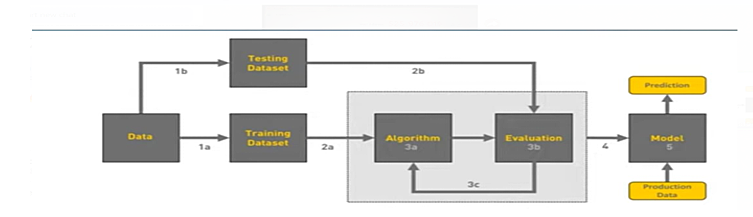 Testing
Dataset
1b
2b
Prediction
Data
1a
Training
Dataset
2a
Algorithm
3a
Evaluation
3b
4
Model
5
3c
Production
Data